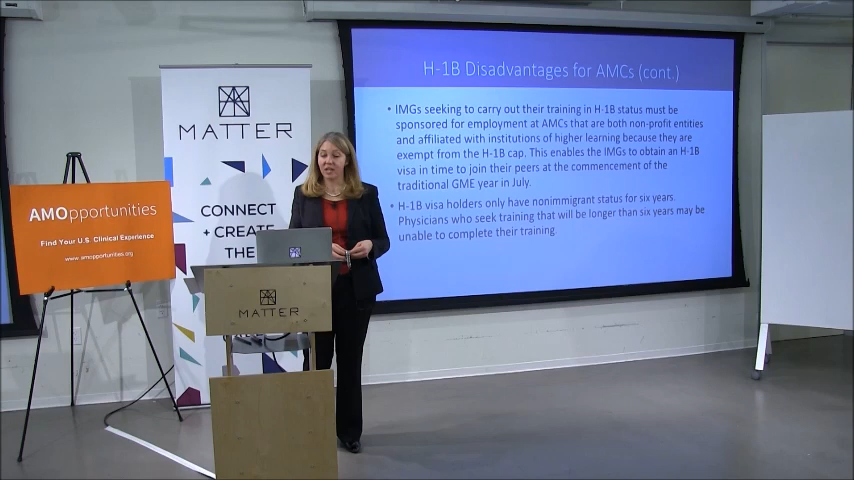 H-1B Disadvantages for AMCs (cont.)
• IMGs seeking to carry out their training in H-1B status must be
sponsored for employment at AMCs that are both non-profit entities
and affiliated with institutions of higher learning because they are
exempt from the H-1B cap. This enables the IMGs to obtain an H-1B
visa in time to join their peers at the commencement of the
traditional GME year in July.
• H-1B visa holders only have nonimmigrant status for six years.
Physicians who seek training that will be longer than six years may be
unable to complete their training.
MATTER
CONNECT
+ CREATE
THE
AMOpportunities
Find Your U.S. Clinical Experience
www.amopportunities.org
MATTER